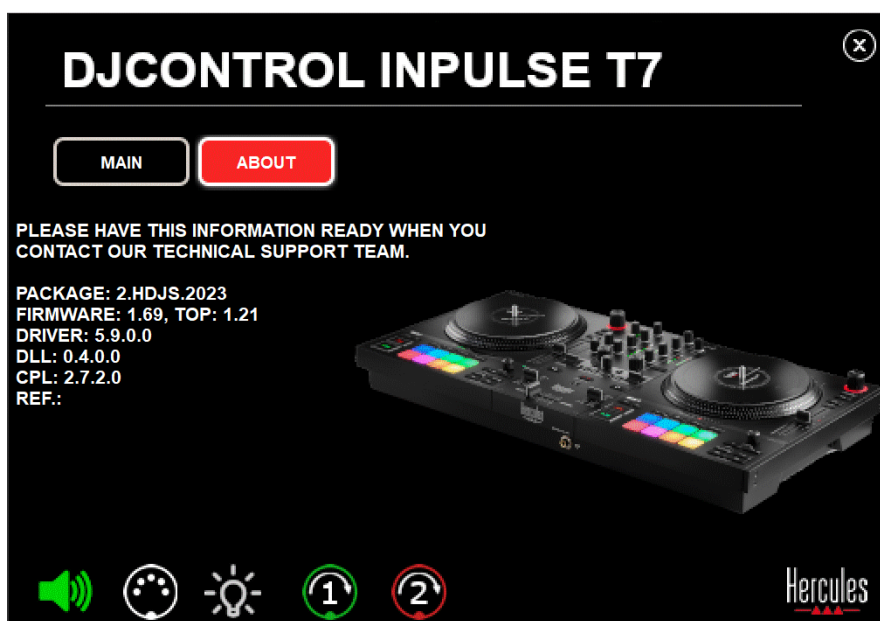 DJCONTROL INPULSE T7
MAIN
ABOUT
PLEASE HAVE THIS INFORMATION READY WHEN YOU
CONTACT OUR TECHNICAL SUPPORT TEAM.
PACKAGE: 2.HDJS.2023
FIRMWARE: 1.69, TOP: 1.21
DRIVER: 5.9.0.0
DLL: 0.4.0.0
CPL: 2.7.2.0
REF.:
1
2
Hercules